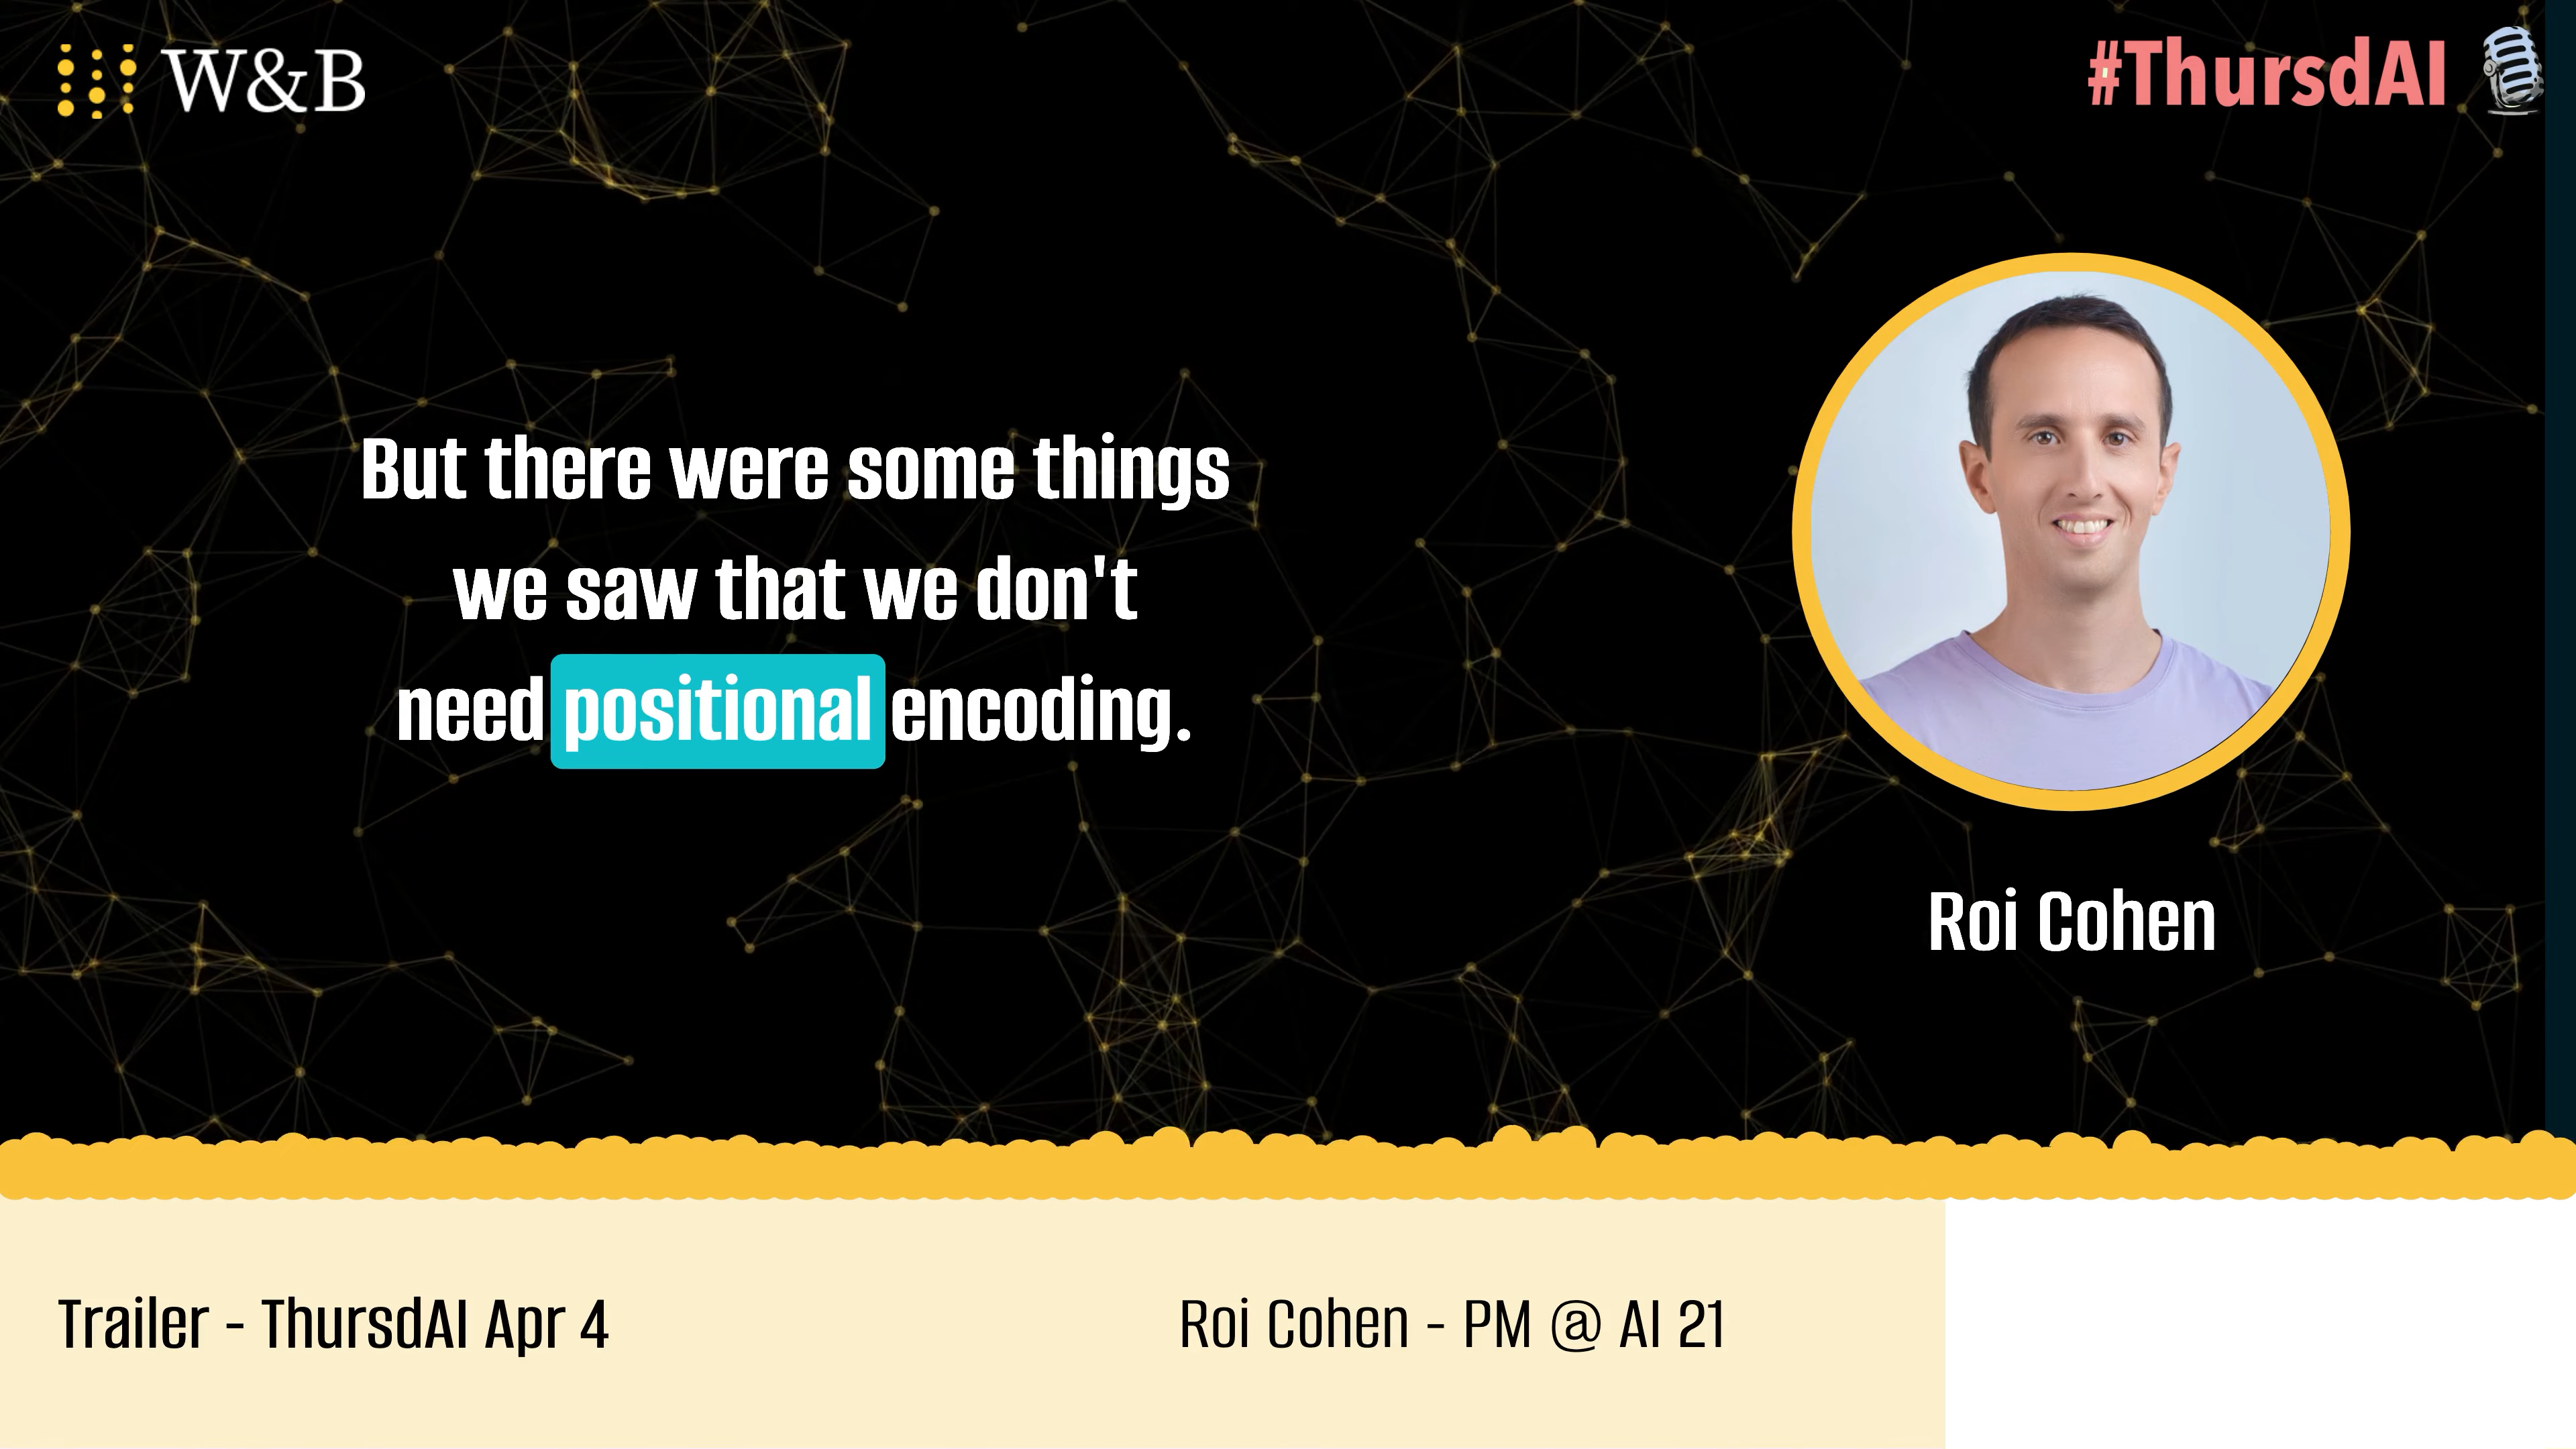 W&B
#ThursdAI
But there were some things
we saw that we don't
need positional encoding.
Roi Cohen
Trailer - ThursdAI Apr 4
Roi Cohen - PM @ AI 21